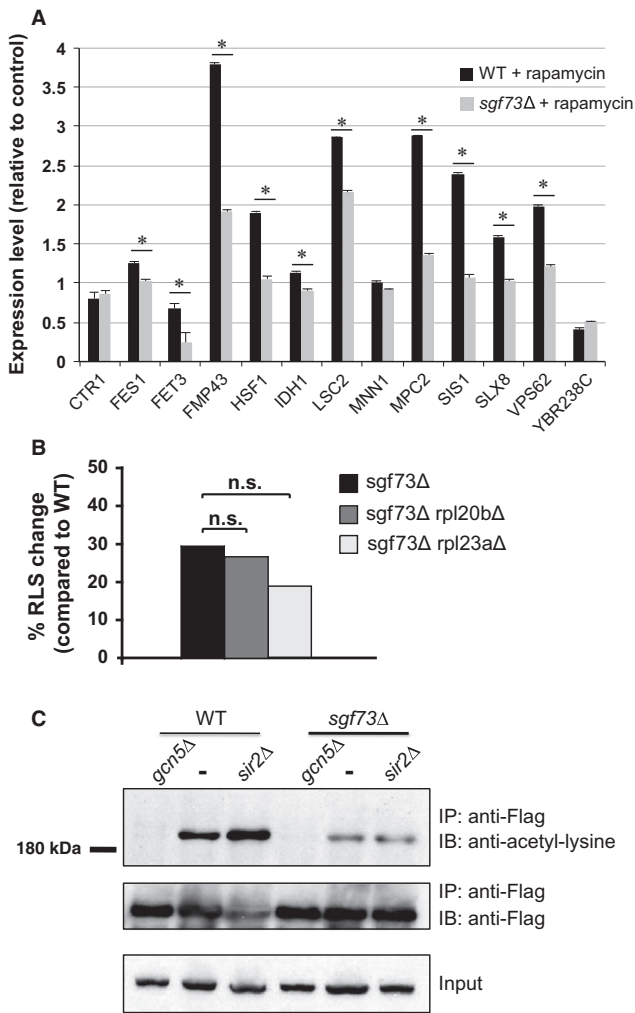 A
Expression level (relative to control)
4
3.5
3
2.5
2
1.5
1
0.5
0
WT + rapamycin
sgf73Δ + rapamycin
* * * * * * * * * * *
CTR1 FES1 FET3 FMP43 HSF1 IDH1 LSC2 MNN1 MPC2 SIS1 SLX8 VPS62 YBR238C
B
% RLS change
(compared to WT)
50
40
30
20
10
0
n.s.
n.s.
sgf73Δ
sgf73Δ rpl20bΔ
sgf73Δ rpl23aΔ
C
WT sgf73Δ
gcn5Δ - sir2Δ gcn5Δ - sir2Δ
180 kDa
IP: anti-Flag
IB: anti-acetyl-lysine
IP: anti-Flag
IB: anti-Flag
Input